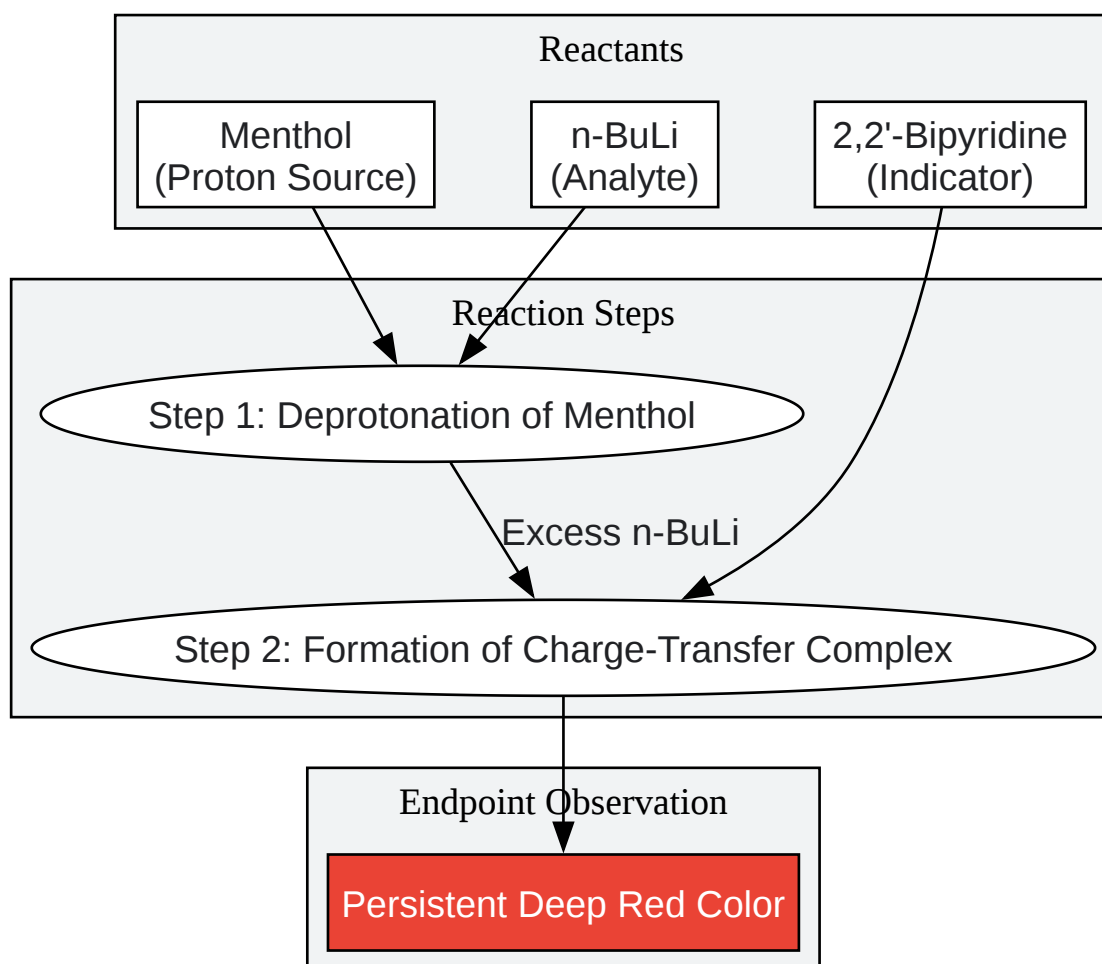 Reactants
Menthol
(Proton Source)
n-BuLi
(Analyte)
2,2'-Bipyridine
(Indicator)
Reaction Steps
Step 1: Deprotonation of Menthol
Excess n-BuLi
Step 2: Formation of Charge-Transfer Complex
Endpoint Observation
Persistent Deep Red Color